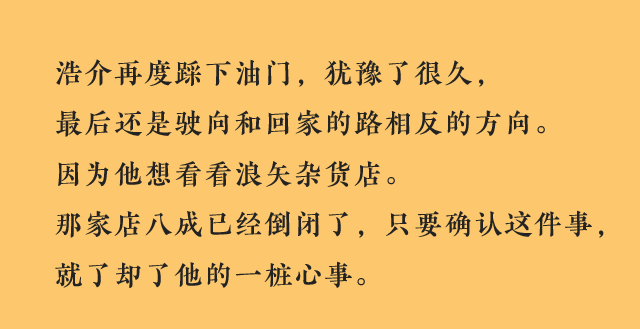 浩介再度踩下油门，犹豫了很久，
最后还是驶向和回家的路相反的方向。
因为他想看看浪矢杂货店。
那家店八成已经倒闭了，只要确认这件事，
就了却了他的一桩心事。